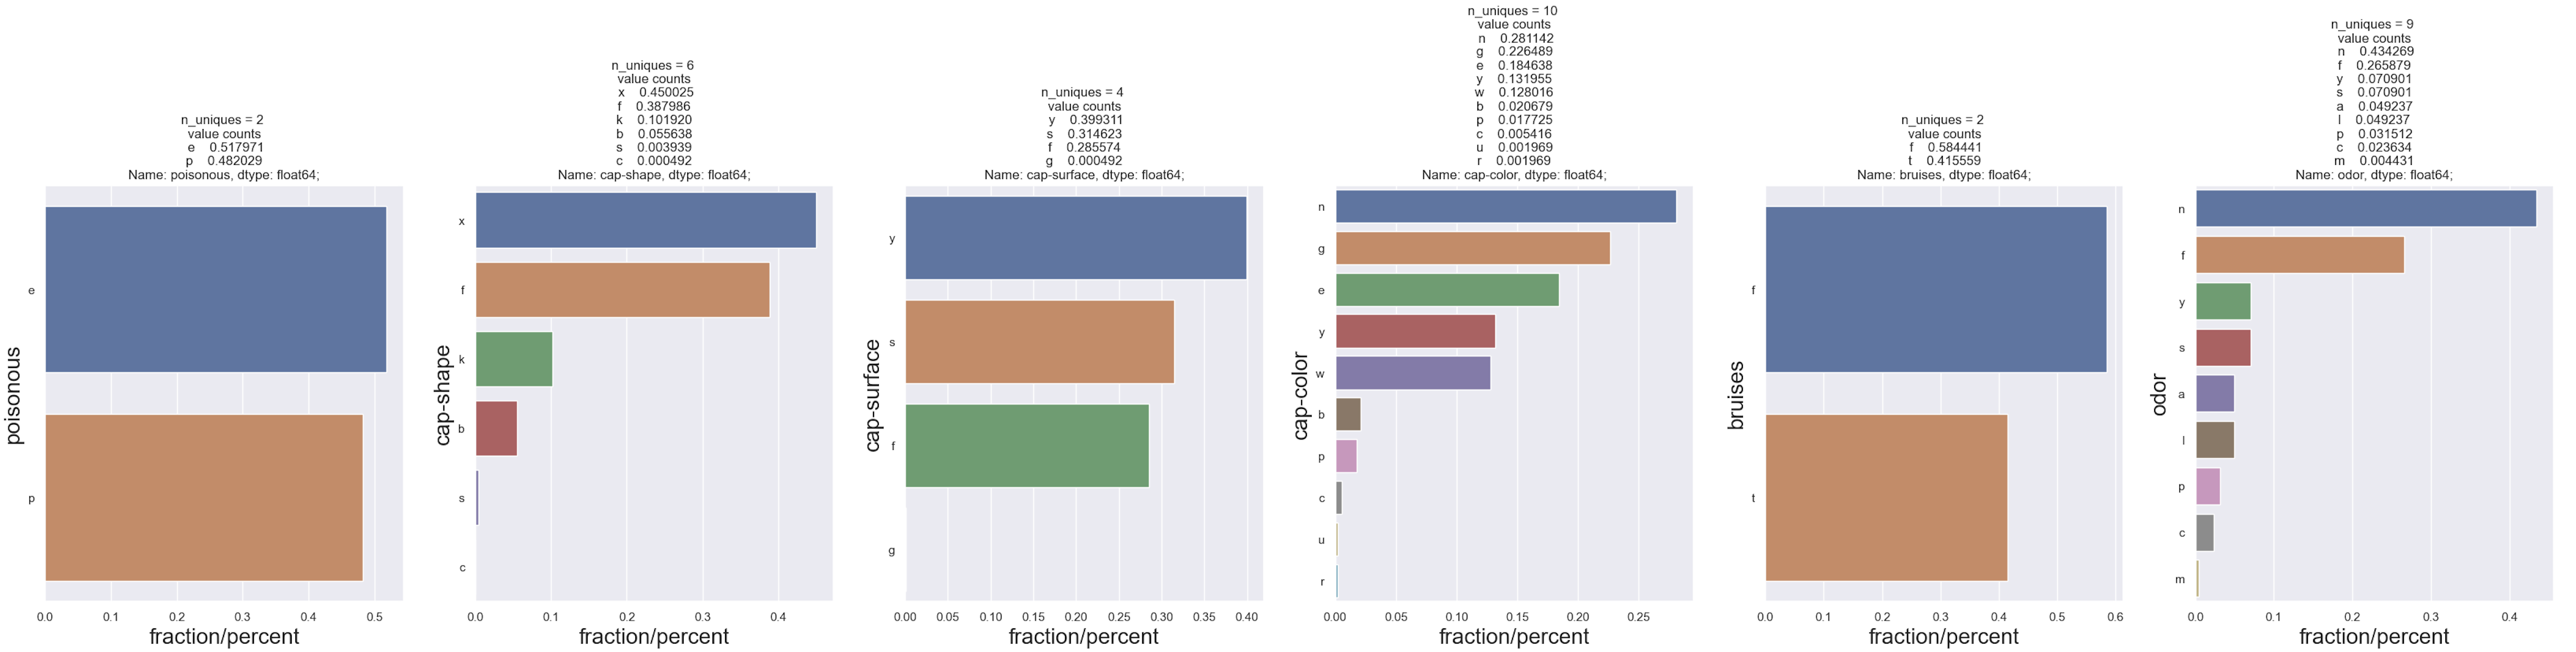 n_uniques = 2
value counts
e 0.517971
p 0.482029
Name: poisonous, dtype: float64;
poisonous
e
p
0.0 0.1 0.2 0.3 0.4 0.5
fraction/percent
n_uniques = 6
value counts
x 0.450025
f 0.387986
k 0.101920
b 0.055638
s 0.003939
c 0.000492
Name: cap-shape, dtype: float64;
cap-shape
x
f
k
b
s
c
0.0 0.1 0.2 0.3 0.4
fraction/percent
n_uniques = 4
value counts
y 0.399311
s 0.314623
f 0.285574
g 0.000492
Name: cap-surface, dtype: float64;
cap-surface
y
s
f
g
0.00 0.05 0.10 0.15 0.20 0.25 0.30 0.35 0.40
fraction/percent
n_uniques = 10
value counts
n 0.281142
g 0.226489
e 0.184638
y 0.131955
w 0.128016
b 0.020679
p 0.017725
c 0.005416
u 0.001969
r 0.001969
Name: cap-color, dtype: float64;
cap-color
n
g
e
y
w
b
p
c
u
r
0.00 0.05 0.10 0.15 0.20 0.25
fraction/percent
n_uniques = 2
value counts
f 0.584441
t 0.415559
Name: bruises, dtype: float64;
bruises
f
t
0.0 0.1 0.2 0.3 0.4 0.5 0.6
fraction/percent
n_uniques = 9
value counts
n 0.434269
f 0.265879
y 0.070901
s 0.070901
a 0.049237
l 0.049237
p 0.031512
c 0.023634
m 0.004431
Name: odor, dtype: float64;
odor
n
f
y
s
a
l
p
c
m
0.0 0.1 0.2 0.3 0.4
fraction/percent